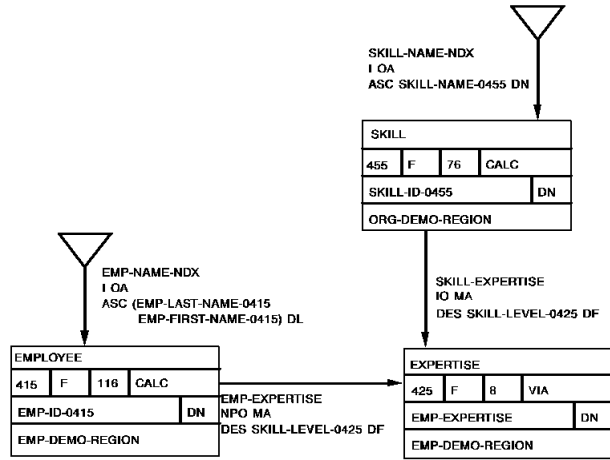 SKILL-NAME-NDX
I OA
ASC SKILL-NAME-0455 DN
SKILL
455 F 76 CALC
SKILL-ID-0455 DN
ORG-DEMO-REGION
EMP-NAME-NDX
I OA
ASC (EMP-LAST-NAME-0415
EMP-FIRST-NAME-0415) DL
SKILL-EXPERTISE
IO MA
DES SKILL-LEVEL-0425 DF
EMPLOYEE
415 F 116 CALC
EMP-ID-0415 DN
EMP-DEMO-REGION
EMP-EXPERTISE
NPO MA
DES SKILL-LEVEL-0425 DF
EXPERTISE
425 F 8 VIA
EMP-EXPERTISE DN
EMP-DEMO-REGION